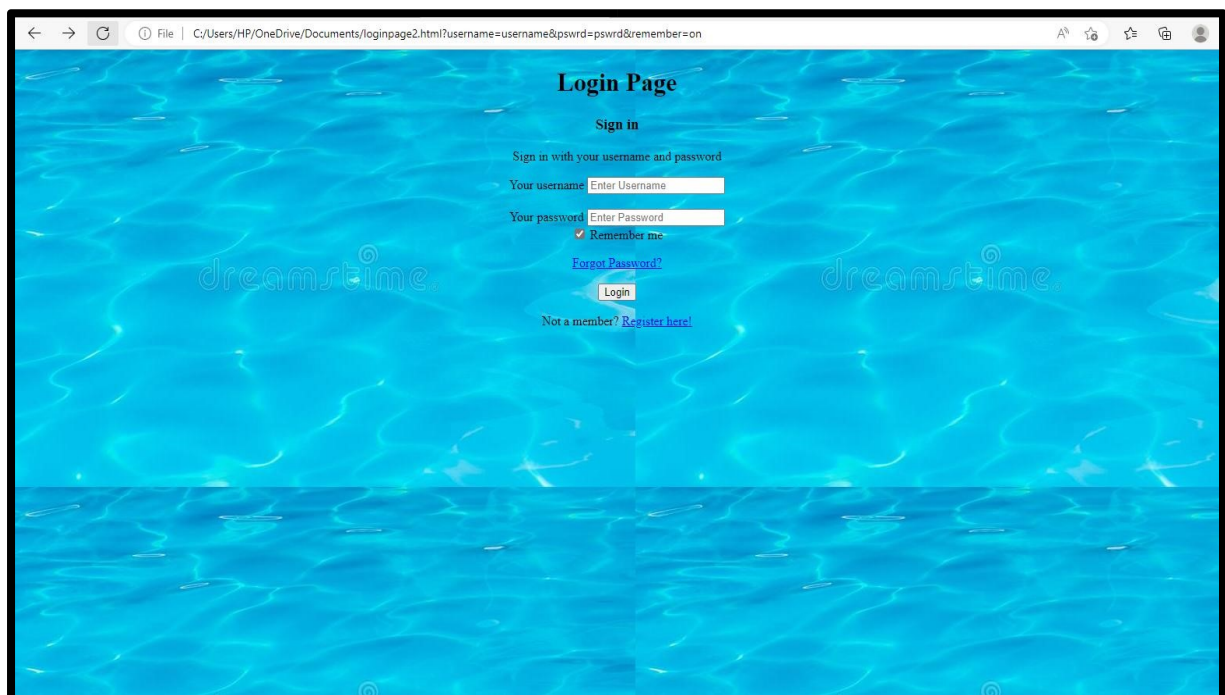 File | C:/Users/HP/OneDrive/Documents/loginpage2.html?username=username&pswrd=pswrd&remember=on
Login Page
Sign in
Sign in with your username and password
Your username Enter Username
Your password Enter Password
Remember me
Forgot Password?
dreamstime. dreamstime.
Login
Not a member? Register here!